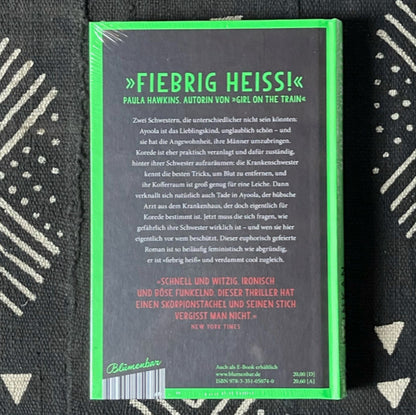 »FIEBRIG HEISS!«
PAULA HAWKINS, AUTORIN VON »GIRL ON THE TRAIN«
Zwei Schwestern, die unterschiedlicher nicht sein könnten:
Ayoola ist das Lieblingskind, unglaublich schön – und
sie hat die Angewohnheit, ihre Männer umzubringen.
Korede ist eher praktisch veranlagt und dafür zuständig,
hinter ihrer Schwester aufzuräumen: die Krankenschwester
kennt die besten Tricks, um Blut zu entfernen, und
ihr Kofferraum ist groß genug für eine Leiche. Dann
verknallt sich natürlich auch Tade in Ayoola, der hübsche
Arzt aus dem Krankenhaus, der doch eigentlich für
Korede bestimmt ist. Jetzt muss die sich fragen, wie
gefährlich ihre Schwester wirklich ist – und wen sie hier
eigentlich vor wem beschützt. Dieser euphorisch gefeierte
Roman ist so beiläufig feministisch wie abgründig,
er ist »fiebrig heiß« und verdammt cool zugleich.
»SCHNELL UND WITZIG, IRONISCH
UND BÖSE FUNKELND. DIESER THRILLER HAT
EINEN SKORPIONSTACHEL UND SEINEN STICH
VERGISST MAN NICHT.«
NEW YORK TIMES
Blumenbar
Auch als E-Book erhältlich
www.blumenbar.de
ISBN 978-3-351-05074-0
20,00 [D]
20,60 [A]